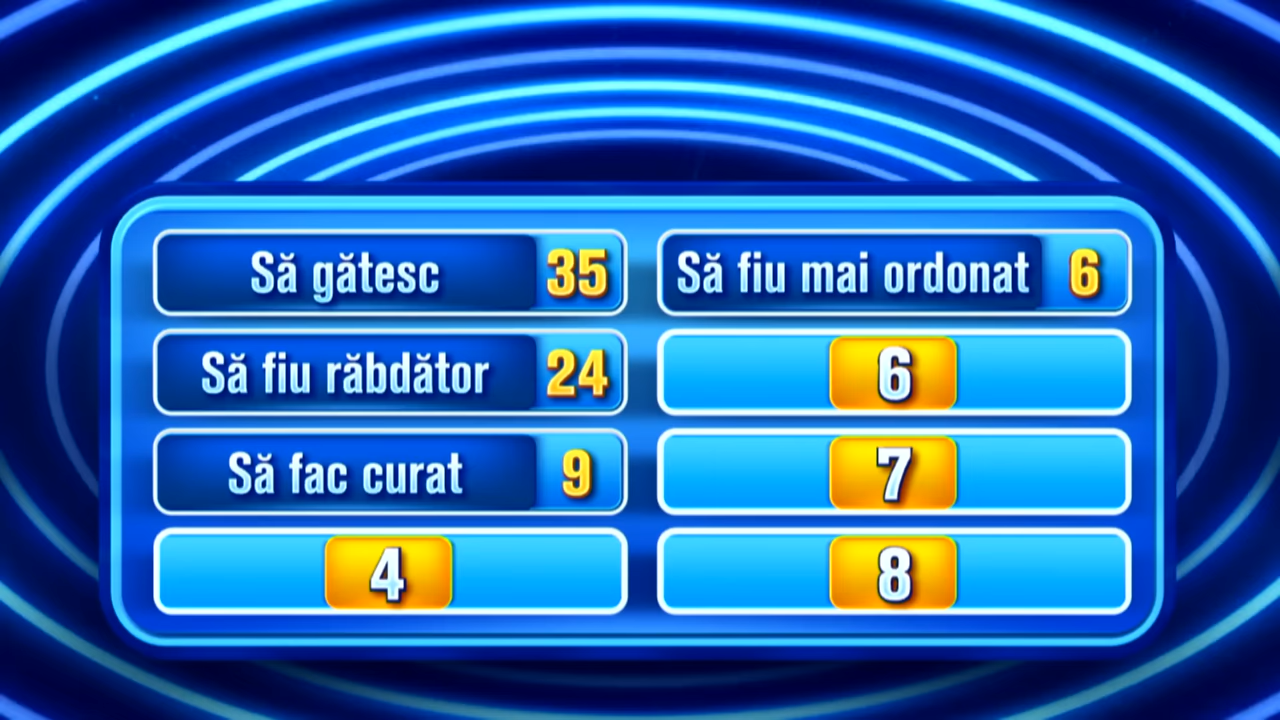 Să gătesc 35
Să fiu răbdător 24
Să fac curat 9
4
Să fiu mai ordonat 6
6
7
8